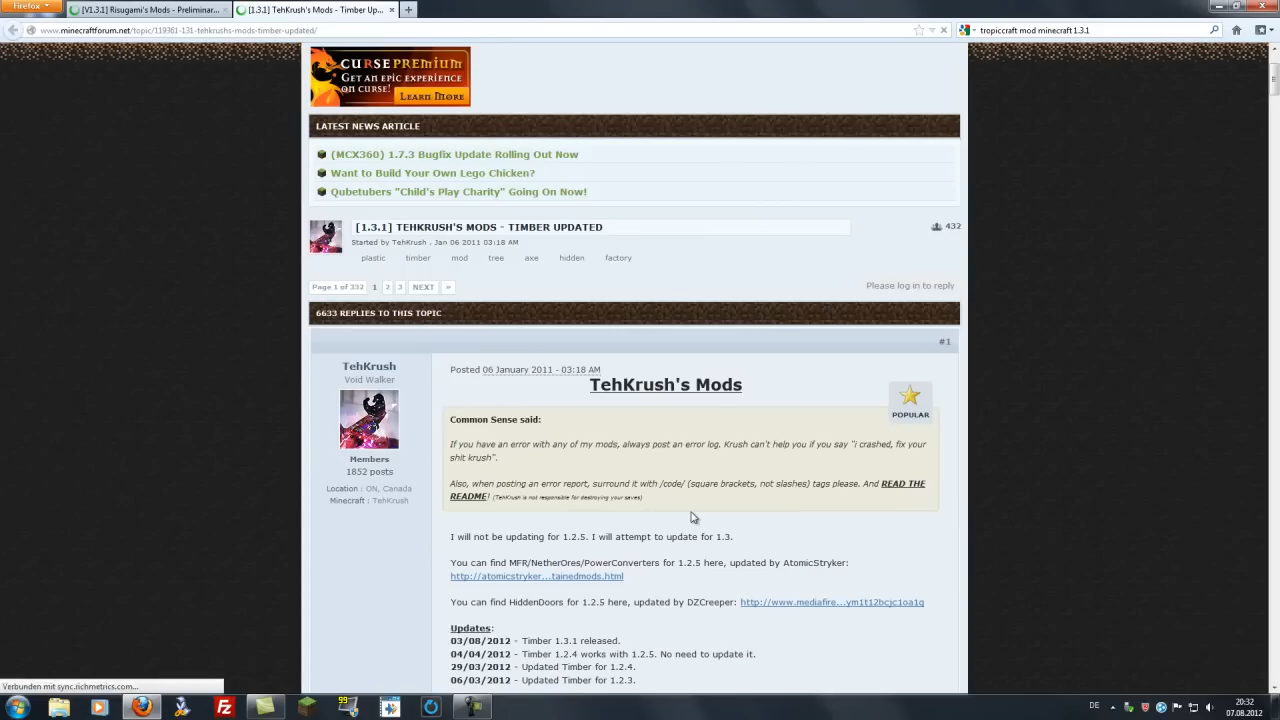 Firefox
[V1.3.1] Risugami's Mods - Preliminar...
[1.3.1] TehKrush's Mods - Timber Up...
www.minecraftforum.net/topic/119361-131-tehkrushs-mods-timber-updated/
tropiccraft mod minecraft 1.3.1
CURSE PREMIUM
GET AN EPIC EXPERIENCE
ON CURSE!
LEARN MORE
LATEST NEWS ARTICLE
(MCX360) 1.7.3 Bugfix Update Rolling Out Now
Want to Build Your Own Lego Chicken?
Qubetubers "Child's Play Charity" Going On Now!
[1.3.1] TEHKRUSH'S MODS - TIMBER UPDATED
432
Started by TehKrush , Jan 06 2011 03:18 AM
plastic timber mod tree axe hidden factory
Page 1 of 332 1 2 3 NEXT »
Please log in to reply
6633 REPLIES TO THIS TOPIC
#1
TehKrush
Void Walker
Members
1852 posts
Location : ON, Canada
Minecraft : TehKrush
Posted 06 January 2011 - 03:18 AM
TehKrush's Mods
POPULAR
Common Sense said:
If you have an error with any of my mods, always post an error log. Krush can't help you if you say "i crashed, fix your
shit krush".
Also, when posting an error report, surround it with /code/ (square brackets, not slashes) tags please. And READ THE
README! (TehKrush is not responsible for destroying your saves)
I will not be updating for 1.2.5. I will attempt to update for 1.3.
You can find MFR/NetherOres/PowerConverters for 1.2.5 here, updated by AtomicStryker:
http://atomicstryker...tainedmods.html
You can find HiddenDoors for 1.2.5 here, updated by DZCreeper: http://www.mediafire...ym1t12bcjc1oa1g
Updates:
03/08/2012 - Timber 1.3.1 released.
04/04/2012 - Timber 1.2.4 works with 1.2.5. No need to update it.
29/03/2012 - Updated Timber for 1.2.4.
06/03/2012 - Updated Timber for 1.2.3.
Verbunden mit sync.richmetrics.com...
99
DE
20:32
07.08.2012